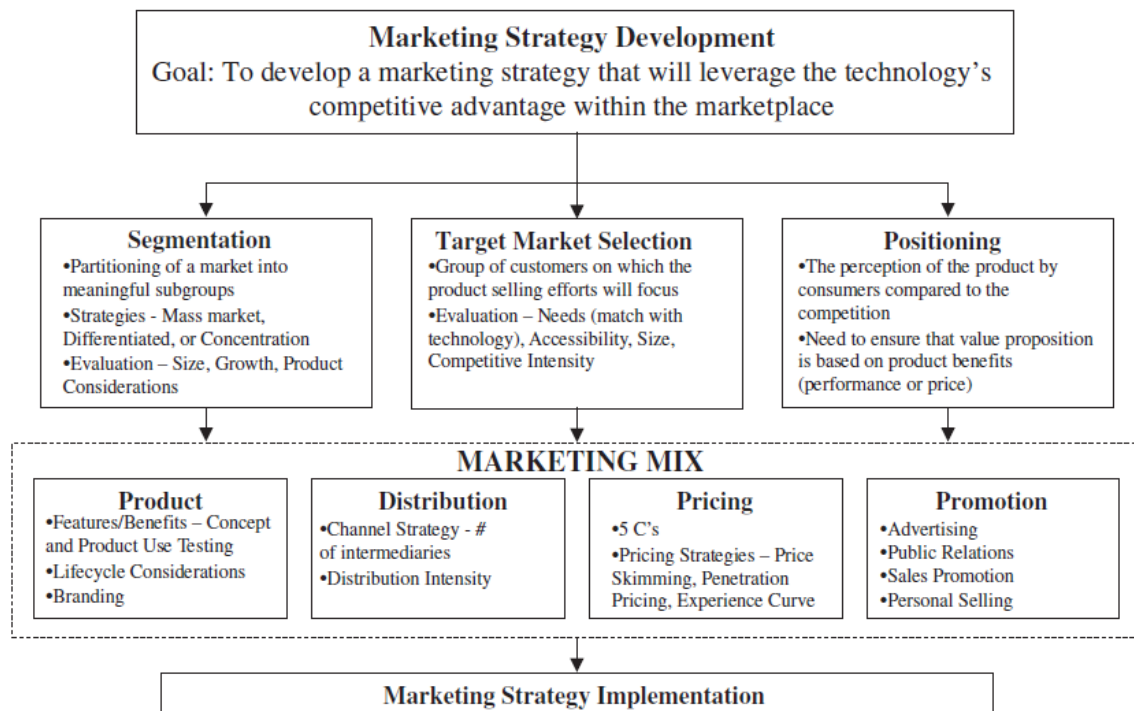 Marketing Strategy Development
Goal: To develop a marketing strategy that will leverage the technology's
competitive advantage within the marketplace
Segmentation
•Partitioning of a market into
meaningful subgroups
•Strategies - Mass market,
Differentiated, or Concentration
•Evaluation – Size, Growth, Product
Considerations
Target Market Selection
•Group of customers on which the
product selling efforts will focus
•Evaluation – Needs (match with
technology), Accessibility, Size,
Competitive Intensity
Positioning
•The perception of the product by
consumers compared to the
competition
•Need to ensure that value proposition
is based on product benefits
(performance or price)
MARKETING MIX
Product
•Features/Benefits – Concept
and Product Use Testing
•Lifecycle Considerations
•Branding
Distribution
•Channel Strategy - #
of intermediaries
•Distribution Intensity
Pricing
•5 C's
•Pricing Strategies – Price
Skimming, Penetration
Pricing, Experience Curve
Promotion
•Advertising
•Public Relations
•Sales Promotion
•Personal Selling
Marketing Strategy Implementation